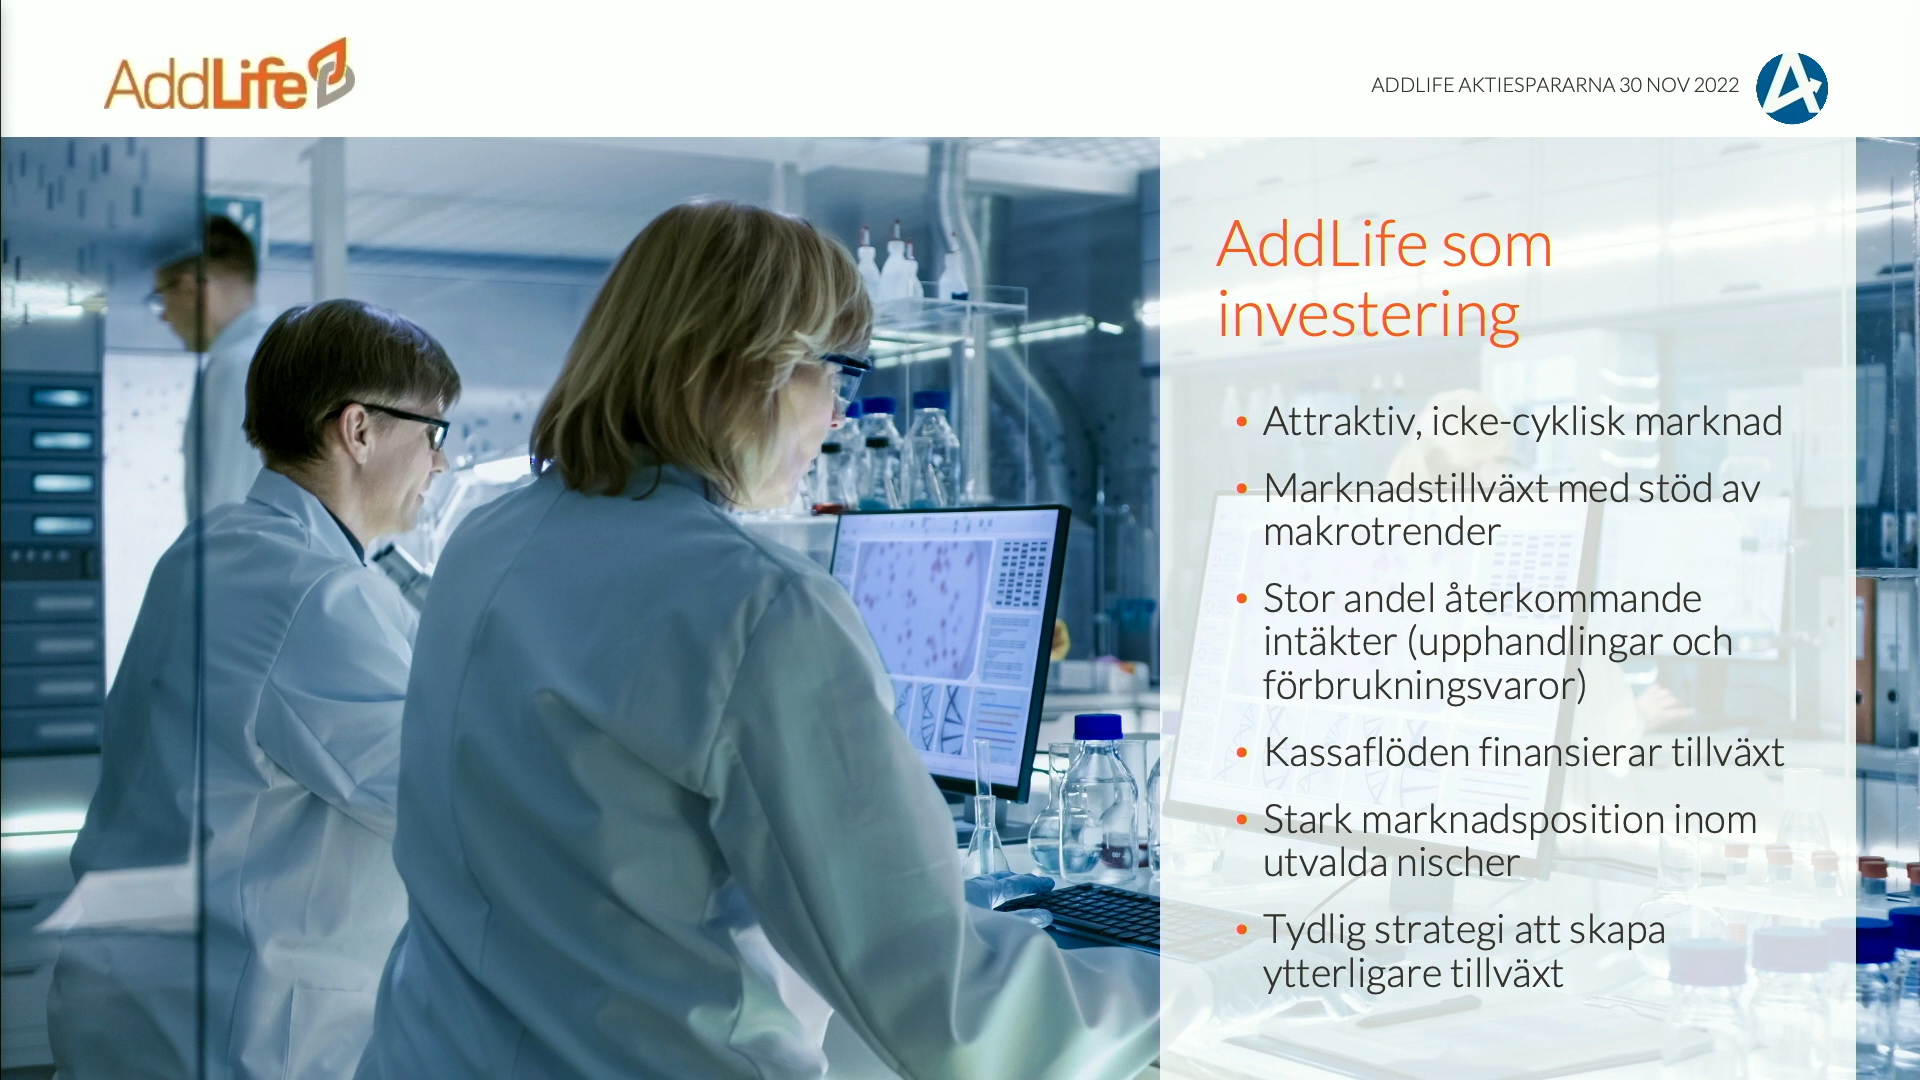 AddLife
ADDLIFE AKTIESPARARNA 30 NOV 2022
AddLife som
investering
• Attraktiv, icke-cyklisk marknad
• Marknadstillväxt med stöd av
makrotrender
• Stor andel återkommande
intäkter (upphandlingar och
förbrukningsvaror)
• Kassaflöden finansierar tillväxt
• Stark marknadsposition inom
utvalda nischer
• Tydlig strategi att skapa
ytterligare tillväxt